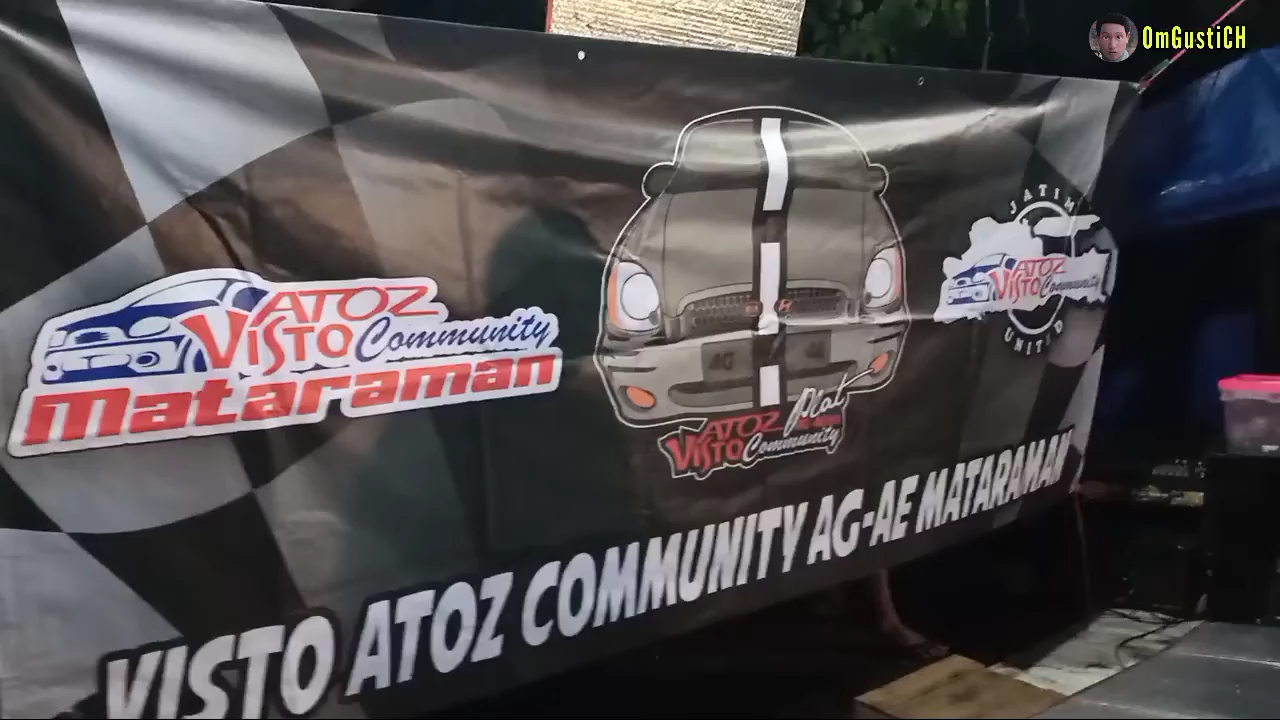 OmGustiCH
ATOZ
VISTO Community
Mataraman
AG
Plat
ATOZ
VISTO Community
JATIM
ATOZ
VISTO Community
UNITED
VISTO ATOZ COMMUNITY AG-AE MATARAMAN